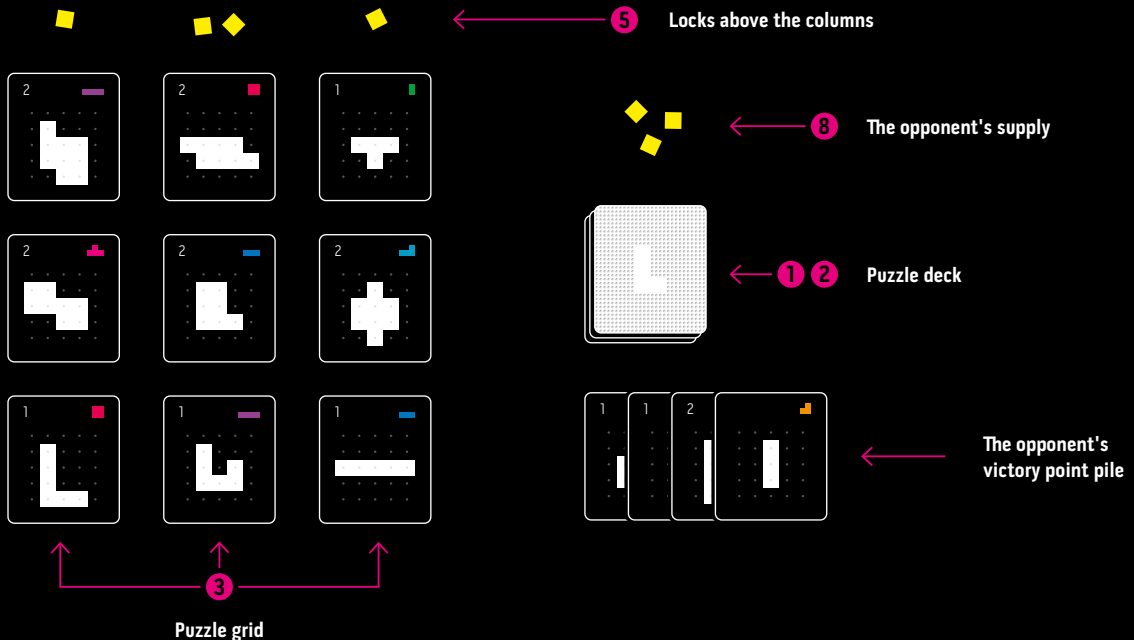 5 Locks above the columns
2
2
1
8 The opponent's supply
2
2
2
1 2 Puzzle deck
1
1
1
1
1
2
The opponent's
victory point pile
3
Puzzle grid